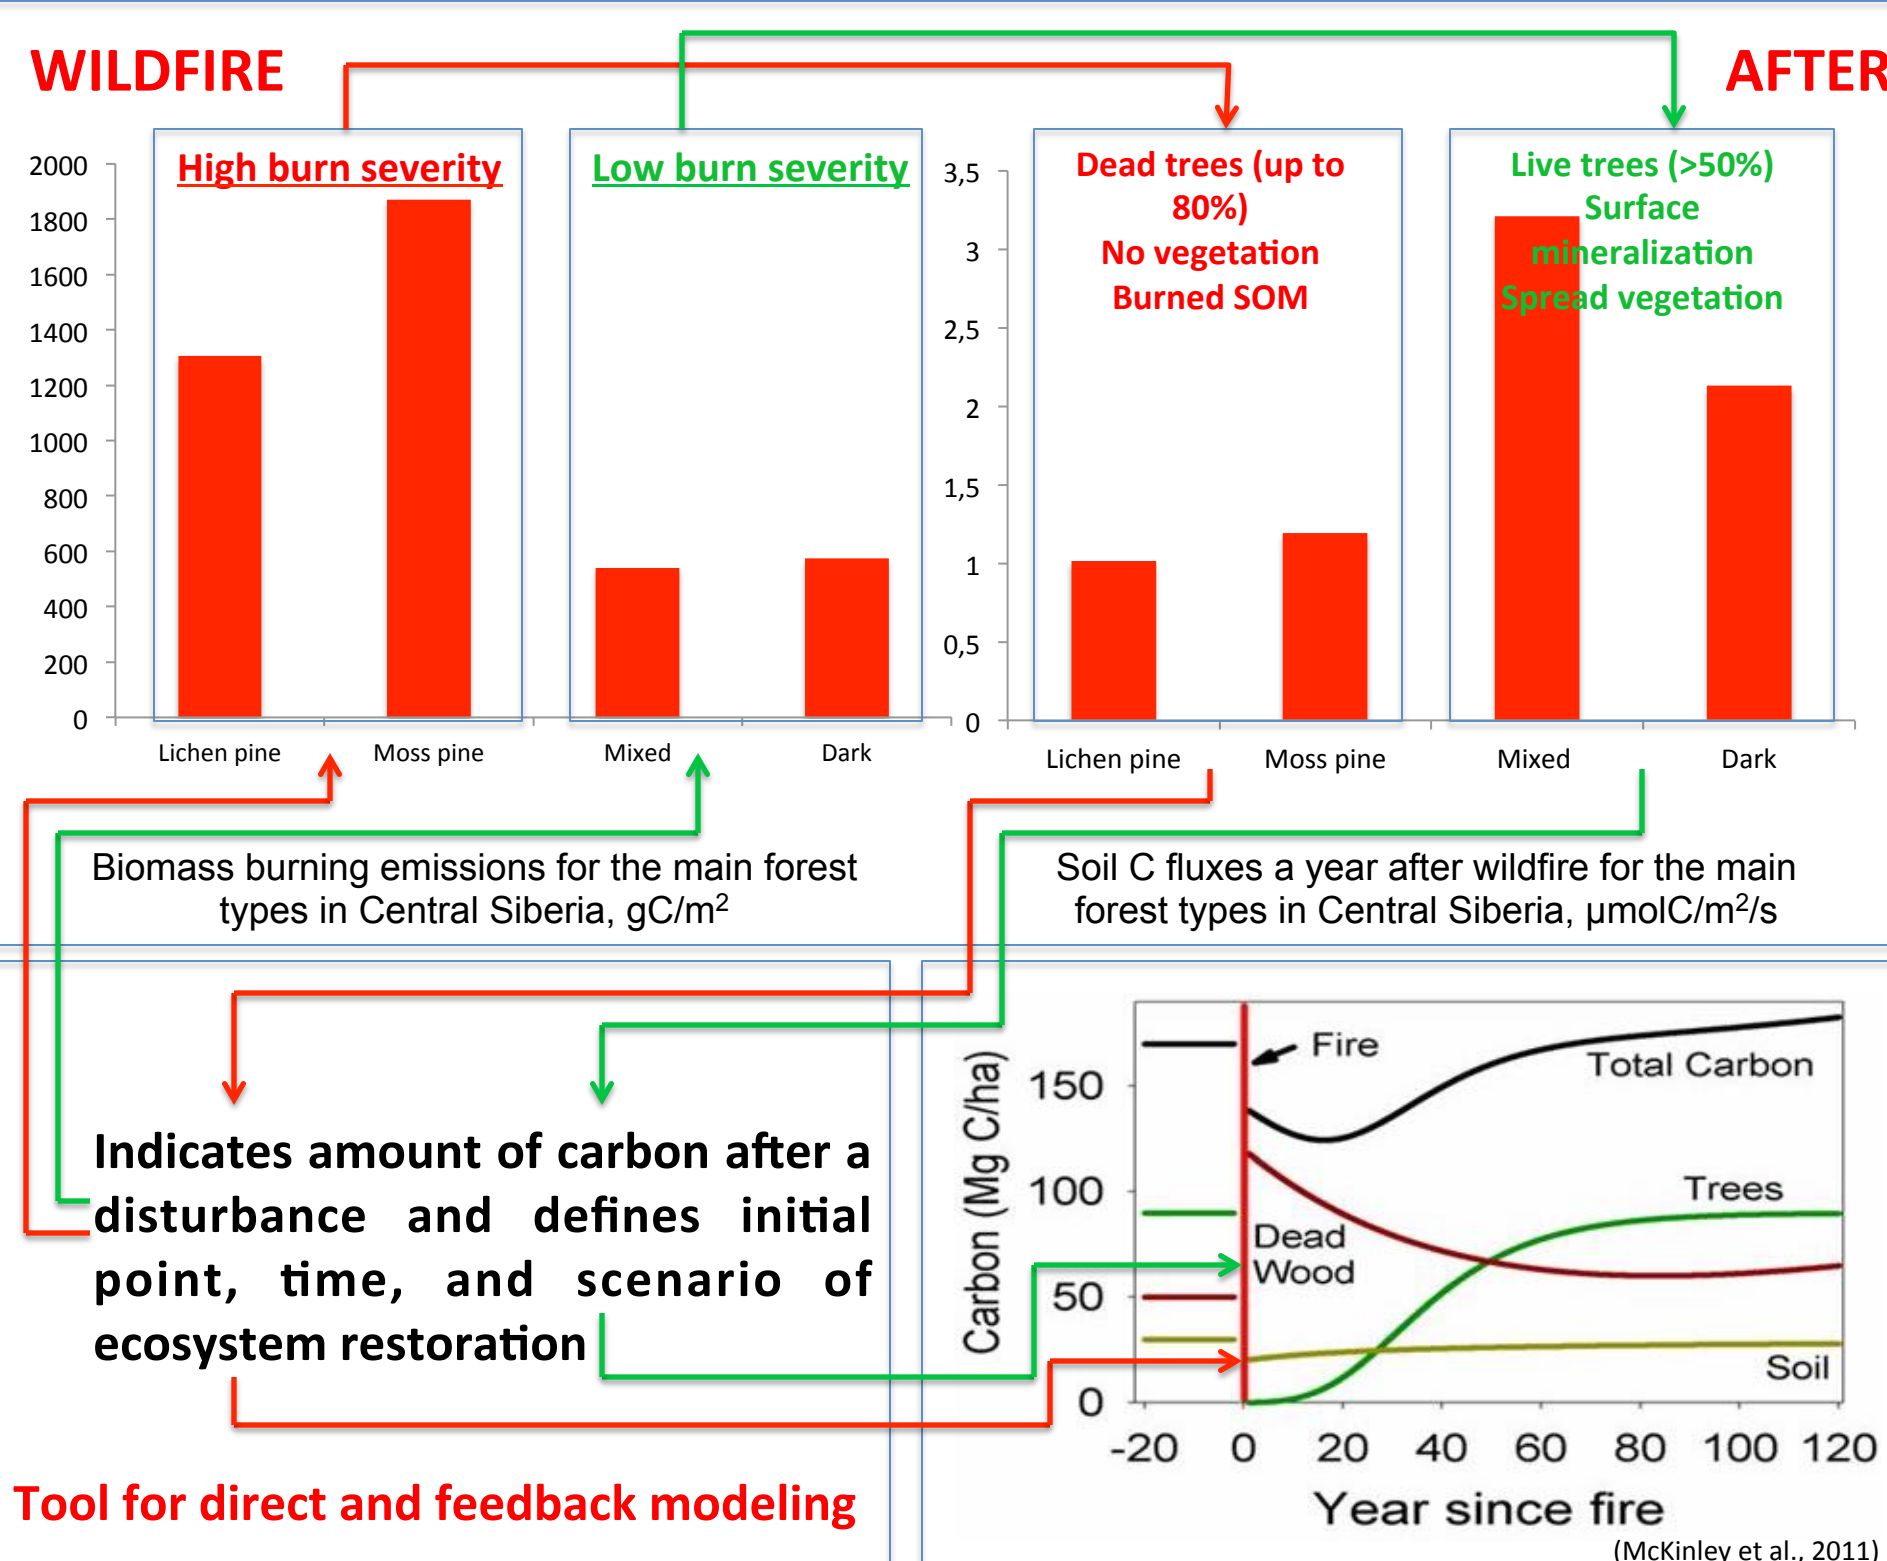 WILDFIRE
AFTER
High burn severity
Low burn severity
2000
1800
1600
1400
1200
1000
800
600
400
200
0
Lichen pine
Moss pine
Mixed
Dark
Biomass burning emissions for the main forest
types in Central Siberia, gC/m²
Dead trees (up to
80%)
No vegetation
Burned SOM
Live trees (>50%)
Surface
mineralization
Spread vegetation
3,5
3
2,5
2
1,5
1
0,5
0
Lichen pine
Moss pine
Mixed
Dark
Soil C fluxes a year after wildfire for the main
forest types in Central Siberia, µmolC/m²/s
Indicates amount of carbon after a
disturbance and defines initial
point, time, and scenario of
ecosystem restoration
Tool for direct and feedback modeling
Carbon (Mg C/ha)
150
100
50
0
Fire
Total Carbon
Trees
Dead
Wood
Soil
-20
0
20
40
60
80
100
120
Year since fire
(McKinley et al., 2011)